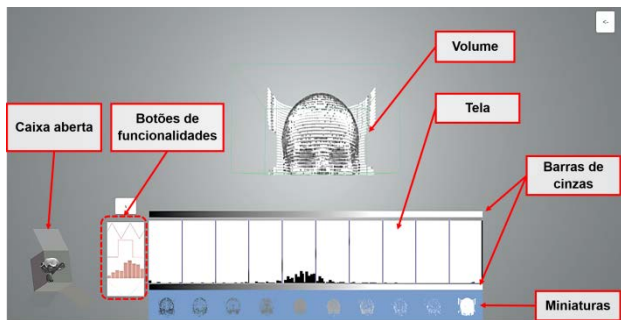 Volume
Tela
Caixa aberta
Botões de
funcionalidades
Barras de
cinzas
Miniaturas